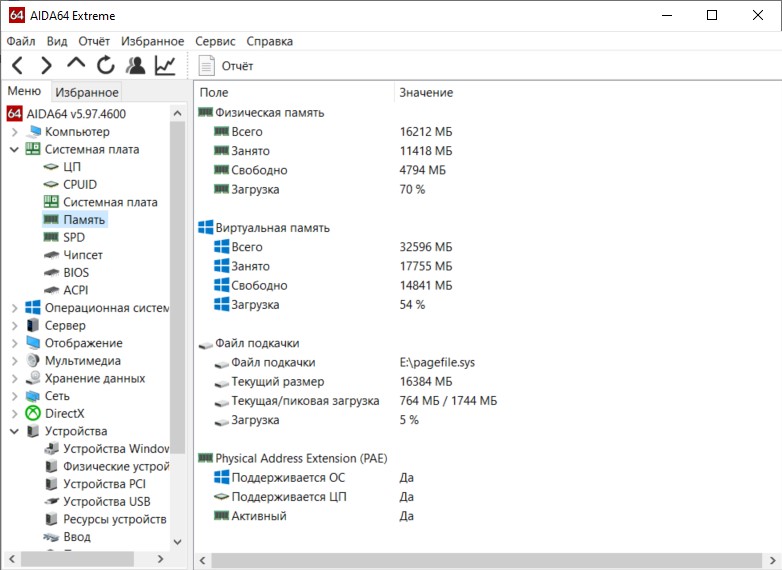 AIDA64 Extreme
Файл Вид Отчёт Избранное Сервис Справка
Отчёт
Меню Избранное
Поле Значение
64 AIDA64 v5.97.4600
Компьютер
Системная плата
ЦП
CPUID
Системная плата
Память
SPD
Чипсет
BIOS
ACPI
Операционная систем
Сервер
Отображение
Мультимедиа
Хранение данных
Сеть
DirectX
Устройства
Устройства Window
Физические устрой
Устройства PCI
Устройства USB
Ресурсы устройств
Ввод
Физическая память
Всего 16212 МБ
Занято 11418 МБ
Свободно 4794 МБ
Загрузка 70 %
Виртуальная память
Всего 32596 МБ
Занято 17755 МБ
Свободно 14841 МБ
Загрузка 54 %
Файл подкачки
Файл подкачки E:\pagefile.sys
Текущий размер 16384 МБ
Текущая/пиковая загрузка 764 МБ / 1744 МБ
Загрузка 5 %
Physical Address Extension (PAE)
Поддерживается ОС Да
Поддерживается ЦП Да
Активный Да